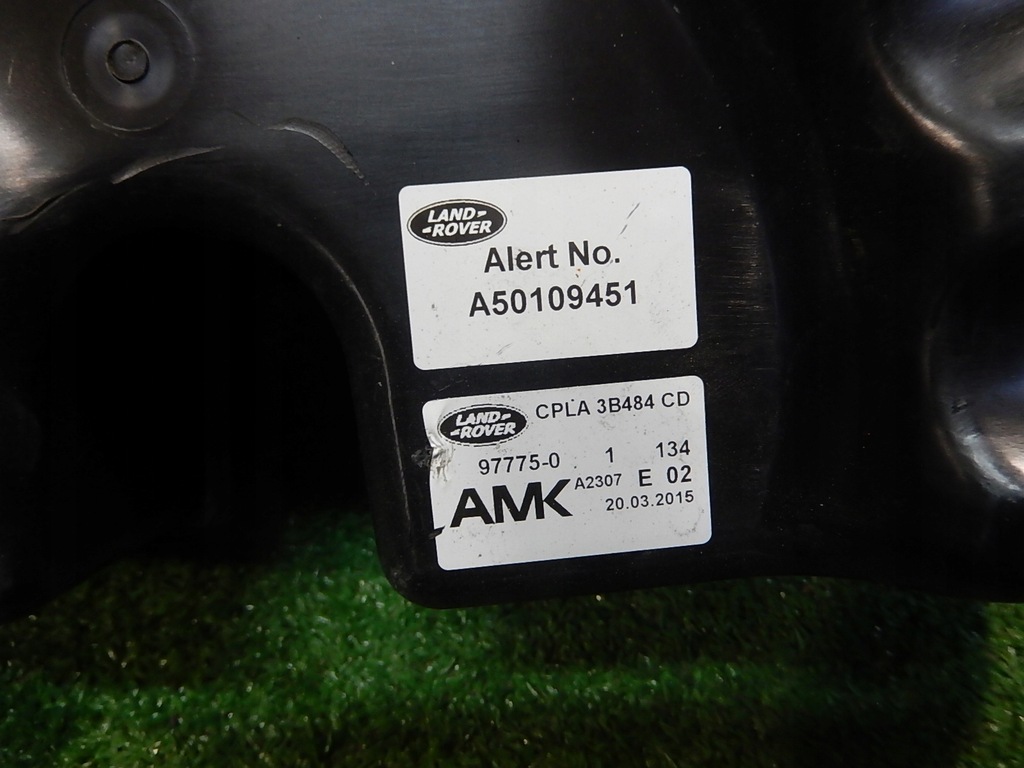 LAND-
-ROVER
Alert No.
A50109451
LAND-
-ROVER
CPLA 3B484 CD
97775-0 1 134
AMK A2307 E 02
20.03.2015